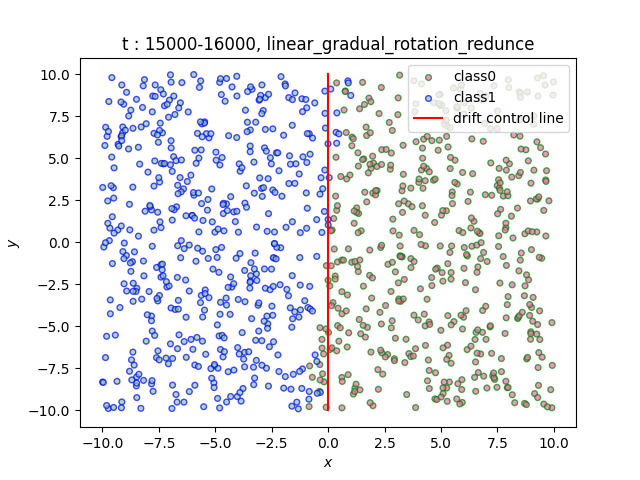 t : 15000-16000, linear_gradual_rotation_redunce
class0
class1
drift control line
y
10.0
7.5
5.0
2.5
0.0
−2.5
−5.0
−7.5
−10.0
−10.0 −7.5 −5.0 −2.5 0.0 2.5 5.0 7.5 10.0
x